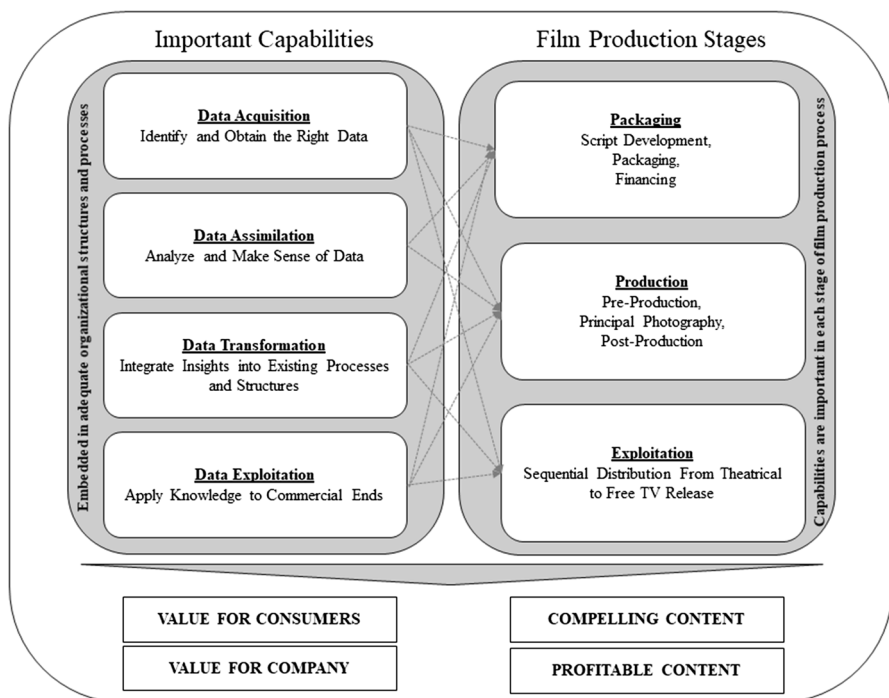 Important Capabilities
Film Production Stages
Embedded in adequate organizational structures and processes
Data Acquisition
Identify and Obtain the Right Data
Data Assimilation
Analyze and Make Sense of Data
Data Transformation
Integrate Insights into Existing Processes
and Structures
Data Exploitation
Apply Knowledge to Commercial Ends
Packaging
Script Development,
Packaging,
Financing
Production
Pre-Production,
Principal Photography,
Post-Production
Exploitation
Sequential Distribution From Theatrical
to Free TV Release
Capabilities are important in each stage of film production process
VALUE FOR CONSUMERS
VALUE FOR COMPANY
COMPELLING CONTENT
PROFITABLE CONTENT